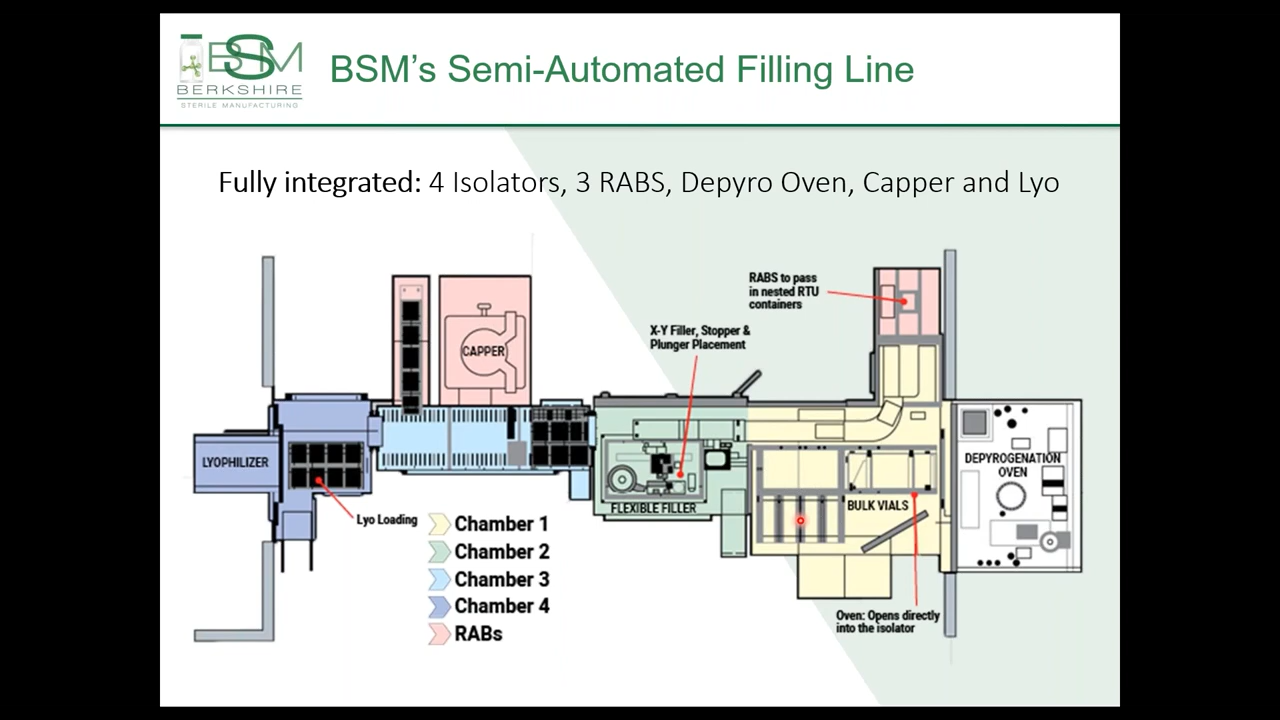 BSM
BERKSHIRE
STERILE MANUFACTURING
BSM’s Semi-Automated Filling Line
Fully integrated: 4 Isolators, 3 RABS, Depyro Oven, Capper and Lyo
RABS to pass
in nested RTU
containers
X-Y Filler, Stopper &
Plunger Placement
CAPPER
LYOPHILIZER
DEPYROGENATION
OVEN
FLEXIBLE FILLER
BULK VIALS
Lyo Loading
Chamber 1
Chamber 2
Chamber 3
Chamber 4
RABs
Oven: Opens directly
into the isolator